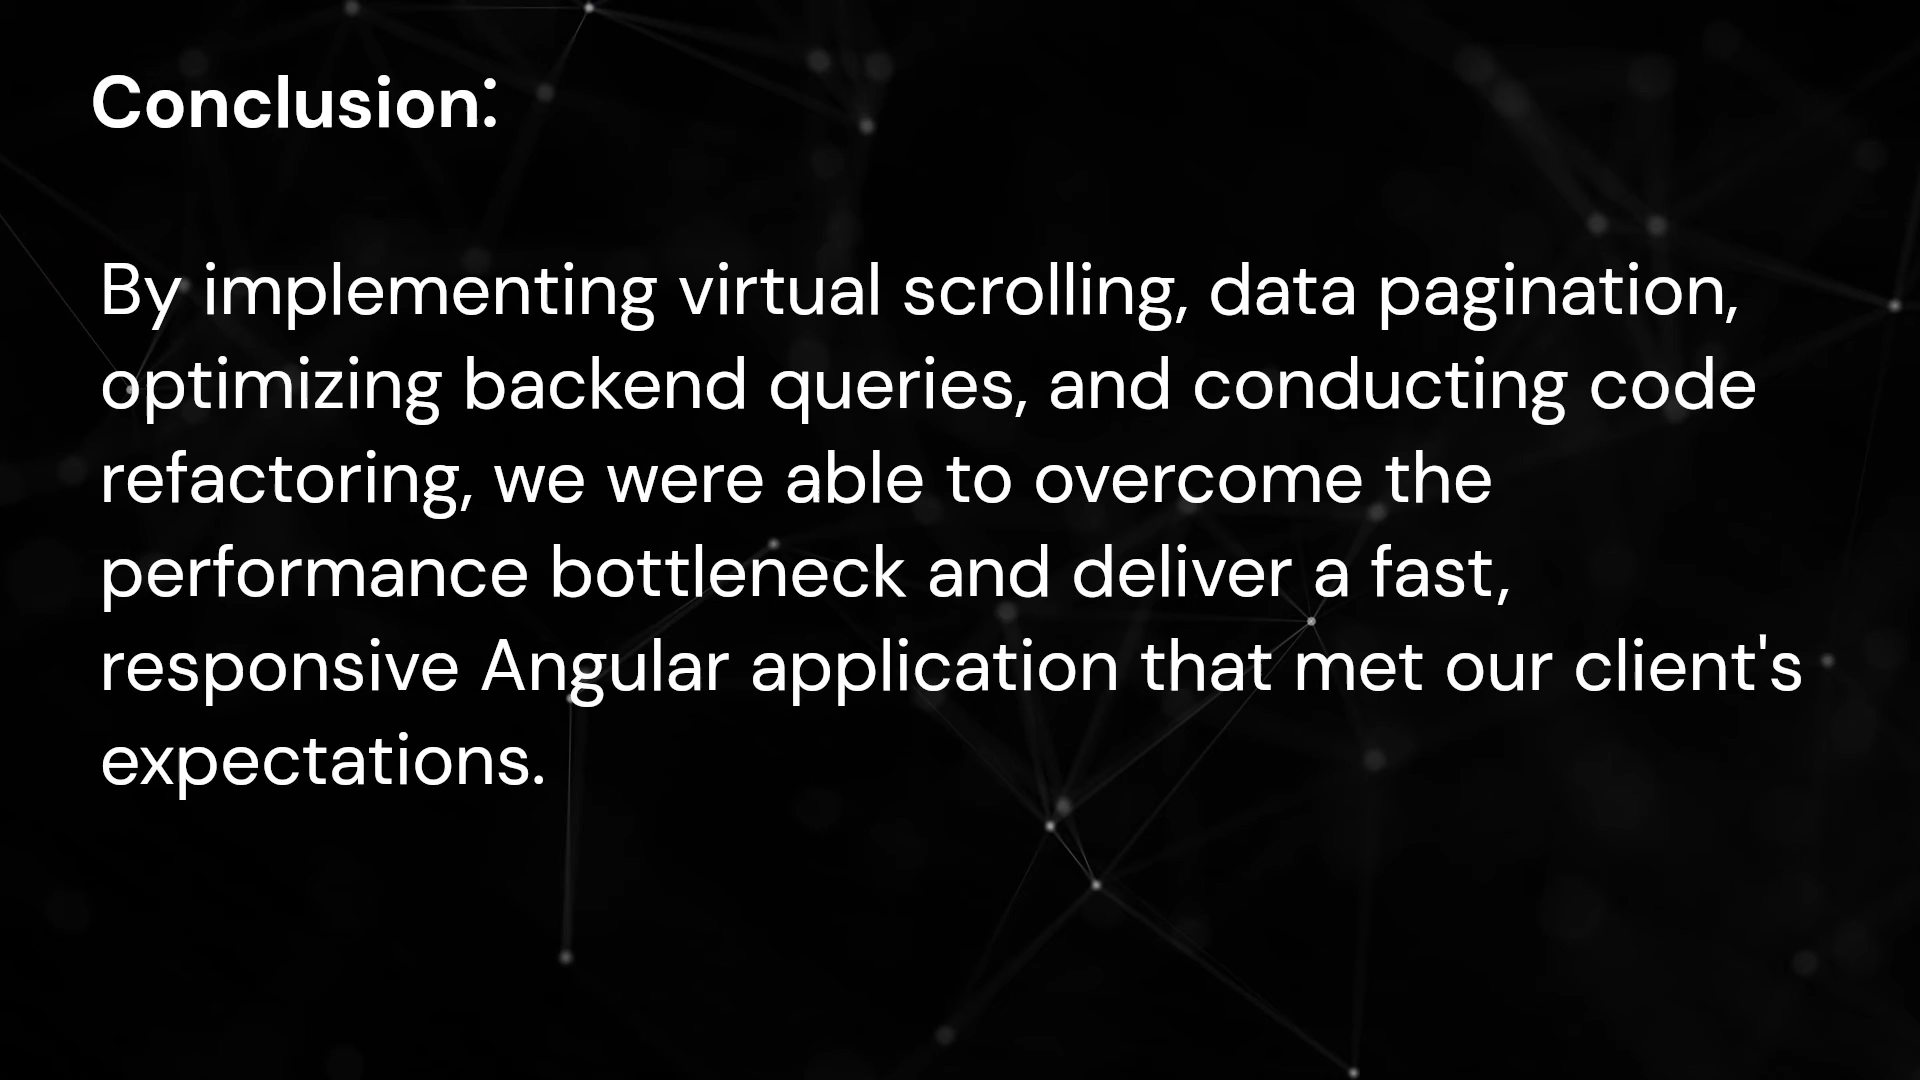 Conclusion:
By implementing virtual scrolling, data pagination,
optimizing backend queries, and conducting code
refactoring, we were able to overcome the
performance bottleneck and deliver a fast,
responsive Angular application that met our client's
expectations.